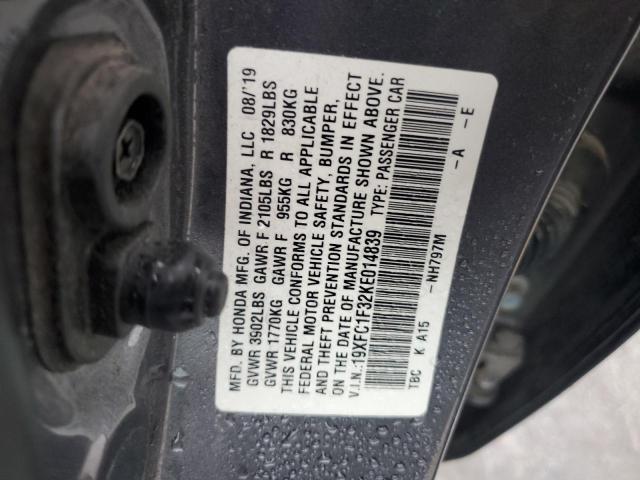 MFD. BY HONDA MFG. OF INDIANA, LLC 08/'19
GVWR 3902LBS GAWR F 2105LBS R 1829LBS
GVWR 1770KG GAWR F 955KG R 830KG
THIS VEHICLE CONFORMS TO ALL APPLICABLE
FEDERAL MOTOR VEHICLE SAFETY, BUMPER,
AND THEFT PREVENTION STANDARDS IN EFFECT
ON THE DATE OF MANUFACTURE SHOWN ABOVE.
V.I.N.:19XFC1F32KE014839 TYPE: PASSENGER CAR
-NH797M -A -E
TBC K A15